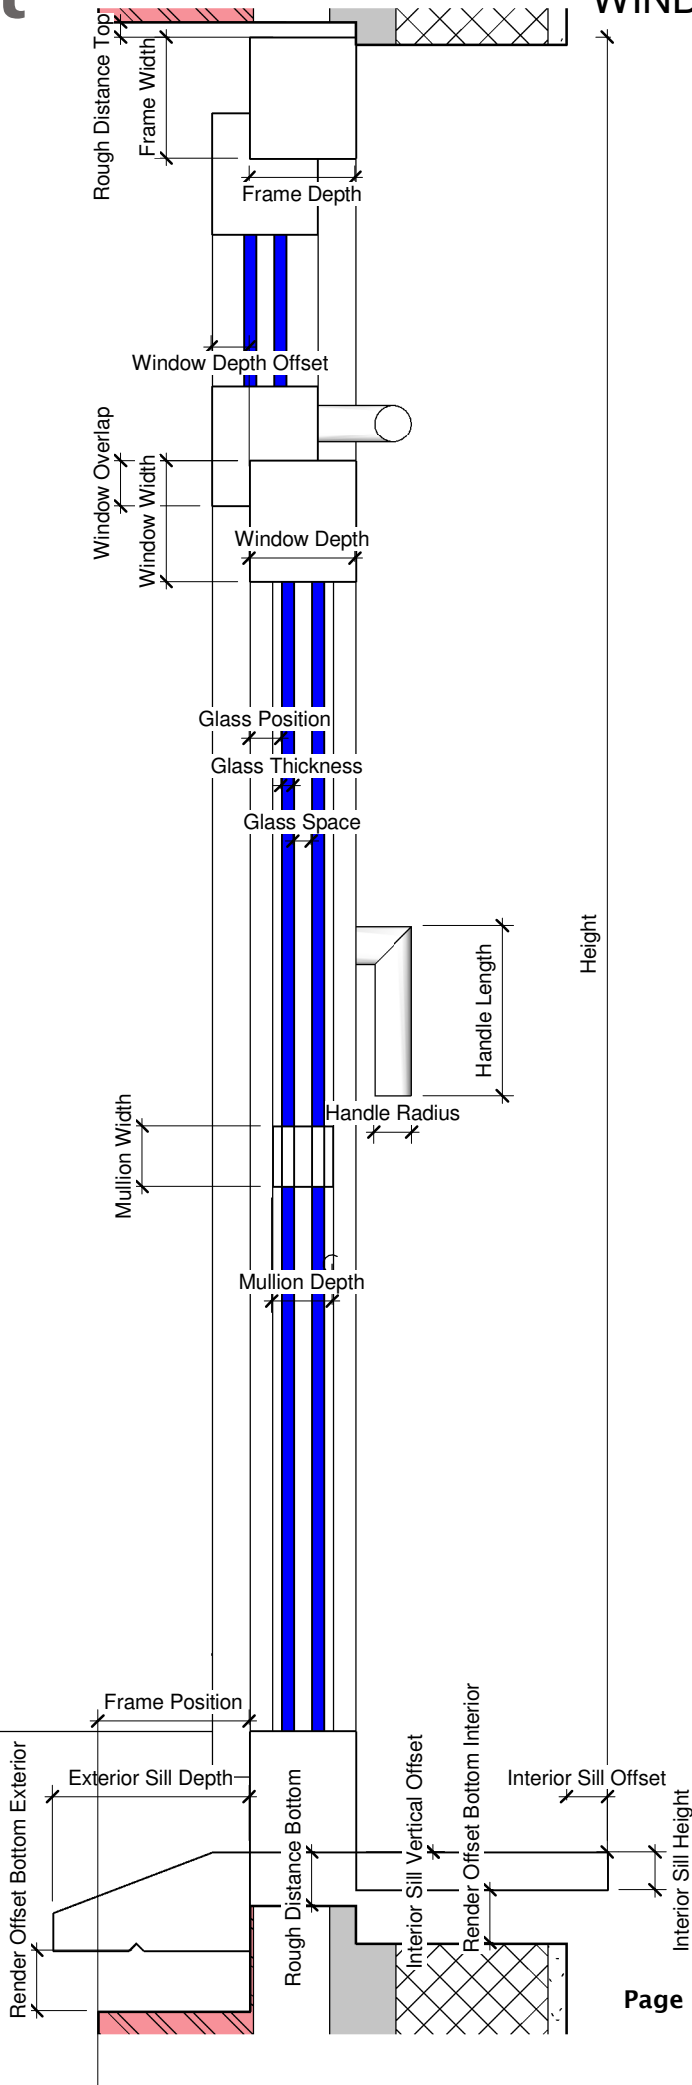 t
WIND
Rough Distance Top
Frame Width
Frame Depth
Window Depth Offset
Window Overlap
Window Width
Window Depth
Glass Position
Glass Thickness
Glass Space
Height
Handle Length
Handle Radius
Mullion Width
Mullion Depth
Frame Position
Exterior Sill Depth
Render Offset Bottom Exterior
Rough Distance Bottom
Interior Sill Vertical Offset
Render Offset Bottom Interior
Interior Sill Offset
Interior Sill Height
Page